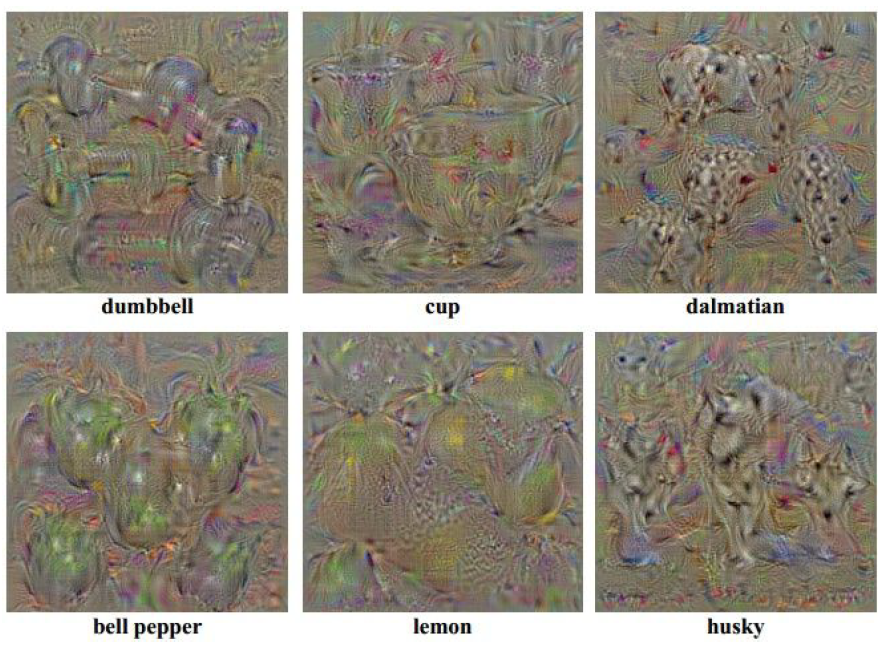 dumbbell
cup
dalmatian
bell pepper
lemon
husky